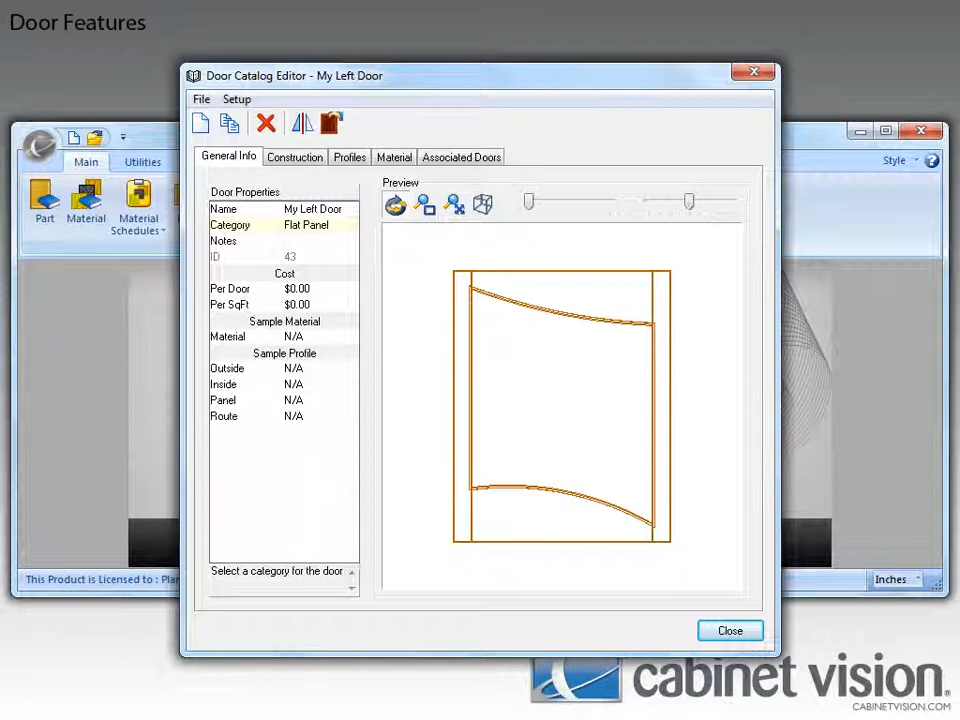 Door Features
Door Catalog Editor - My Left Door
File Setup
General Info Construction Profiles Material Associated Doors
Main Utilities
Style
Part Material Material Schedules
Door Properties
Name My Left Door
Category Flat Panel
Notes
ID 43
Cost
Per Door $0.00
Per SqFt $0.00
Sample Material
Material N/A
Sample Profile
Outside N/A
Inside N/A
Panel N/A
Route N/A
Select a category for the door
Preview
This Product is Licensed to :
Inches
Close
cabinet vision.
CABINETVISION.COM